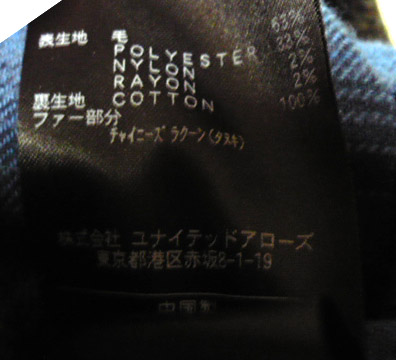 表生地 毛 63%
POLYESTER 33%
NYLON 2%
RAYON 2%
裏生地 COTTON 100%
ファー部分
チャイニーズ ラクーン(タヌキ)
株式会社 ユナイテッドアローズ
東京都港区赤坂8-1-19
中国製